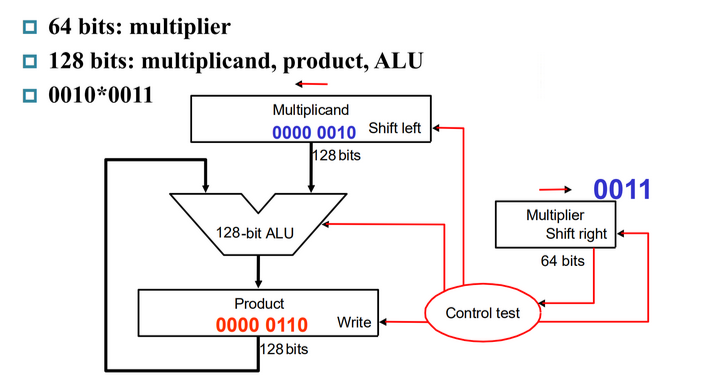 64 bits: multiplier
128 bits: multiplicand, product, ALU
0010*0011
Multiplicand
0000 0010 Shift left
128 bits
0011
Multiplier
Shift right
64 bits
128-bit ALU
Product
0000 0110 Write
Control test
128 bits